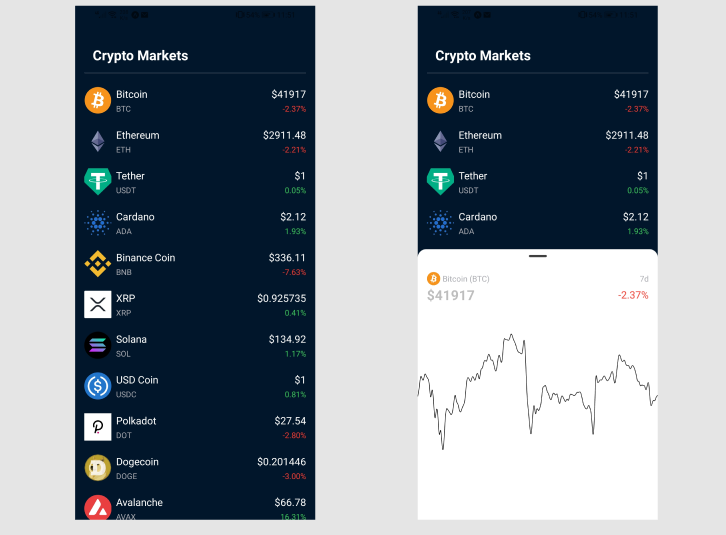 Crypto Markets
Bitcoin $41917
BTC -2.37%
Ethereum $2911.48
ETH -2.21%
Tether $1
USDT 0.05%
Cardano $2.12
ADA 1.93%
Binance Coin $336.11
BNB -7.63%
XRP $0.925735
XRP 0.41%
Solana $134.92
SOL 1.17%
USD Coin $1
USDC 0.81%
Polkadot $27.54
DOT -2.80%
Dogecoin $0.201446
DOGE -3.00%
Avalanche $66.78
AVAX 16.31%
Crypto Markets
Bitcoin $41917
BTC -2.37%
Ethereum $2911.48
ETH -2.21%
Tether $1
USDT 0.05%
Cardano $2.12
ADA 1.93%
Bitcoin (BTC) 7d
$41917 -2.37%